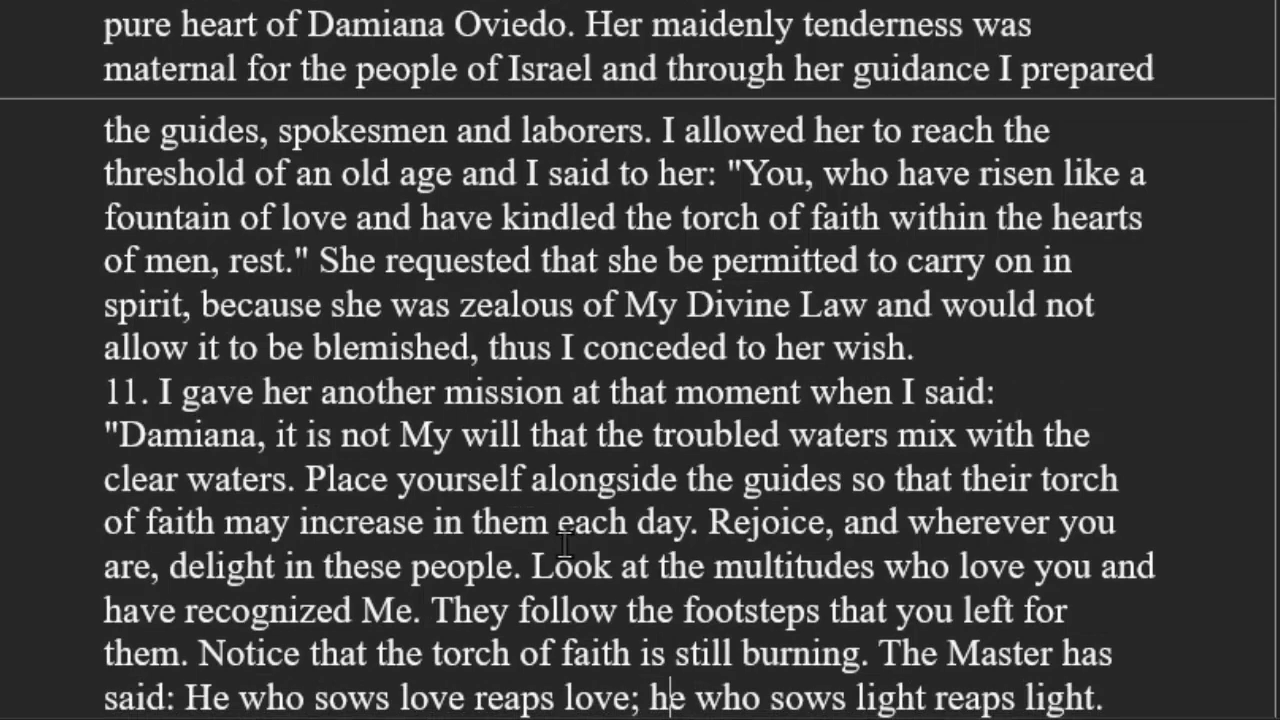 pure heart of Damiana Oviedo. Her maidenly tenderness was
maternal for the people of Israel and through her guidance I prepared
the guides, spokesmen and laborers. I allowed her to reach the
threshold of an old age and I said to her: "You, who have risen like a
fountain of love and have kindled the torch of faith within the hearts
of men, rest." She requested that she be permitted to carry on in
spirit, because she was zealous of My Divine Law and would not
allow it to be blemished, thus I conceded to her wish.
11. I gave her another mission at that moment when I said:
"Damiana, it is not My will that the troubled waters mix with the
clear waters. Place yourself alongside the guides so that their torch
of faith may increase in them each day. Rejoice, and wherever you
are, delight in these people. Look at the multitudes who love you and
have recognized Me. They follow the footsteps that you left for
them. Notice that the torch of faith is still burning. The Master has
said: He who sows love reaps love; he who sows light reaps light.